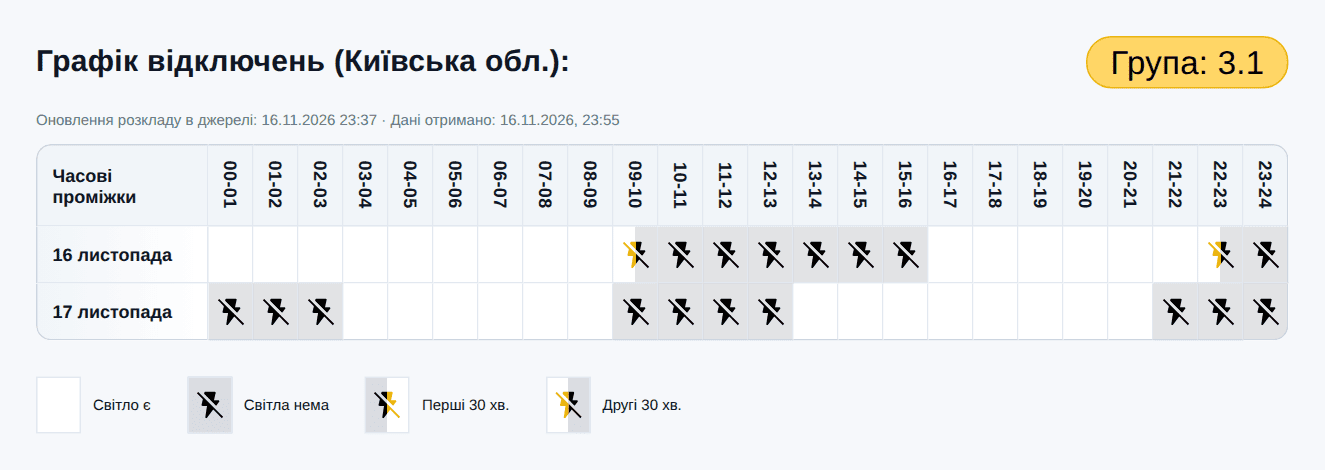 Графік відключень (Київська обл.):
Група: 3.1
Оновлення розкладу в джерелі: 16.11.2026 23:37 · Дані отримано: 16.11.2026, 23:55
Часові
проміжки
00-01
01-02
02-03
03-04
04-05
05-06
06-07
07-08
08-09
09-10
10-11
11-12
12-13
13-14
14-15
15-16
16-17
17-18
18-19
19-20
20-21
21-22
22-23
23-24
16 листопада
17 листопада
Світло є
Світла нема
Перші 30 хв.
Другі 30 хв.